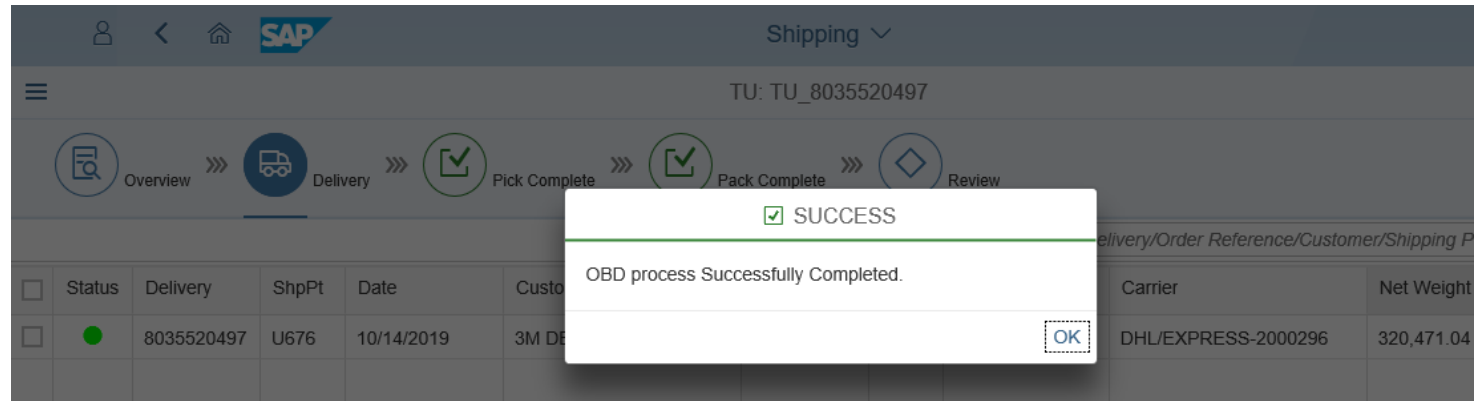 SAP
Shipping
TU: TU_8035520497
Overview
Delivery
Pick Complete
Pack Complete
Review
SUCCESS
OBD process Successfully Completed.
OK
elivery/Order Reference/Customer/Shipping P
Status Delivery ShpPt Date Custo Carrier Net Weight
8035520497 U676 10/14/2019 3M DE DHL/EXPRESS-2000296 320,471.04